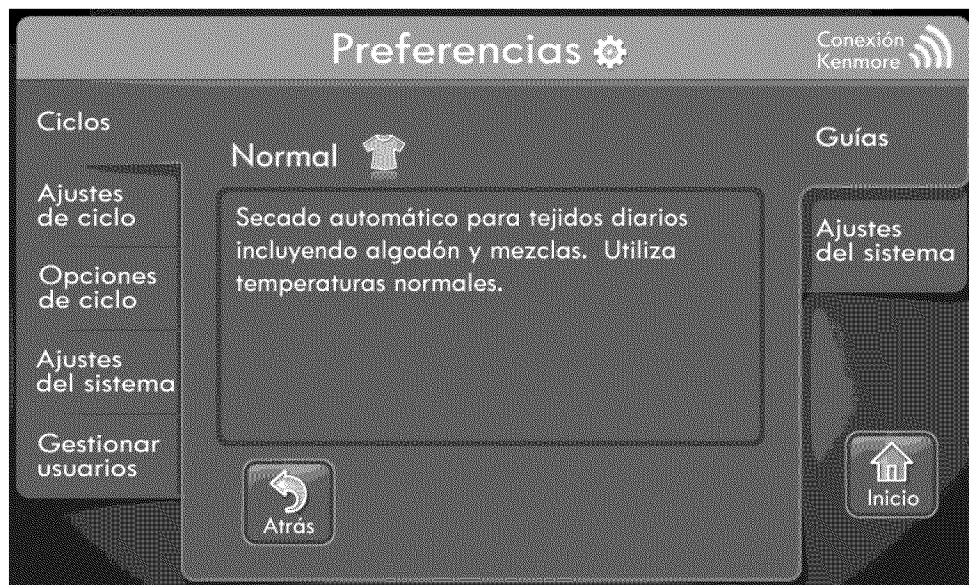 Preferencias
Conexión
Kenmore
Ciclos
Ajustes
de ciclo
Opciones
de ciclo
Ajustes
del sistema
Gestionar
usuarios
Normal
Secado automático para tejidos diarios
incluyendo algodón y mezclas. Utiliza
temperaturas normales.
Atrás
Guías
Ajustes
del sistema
Inicio